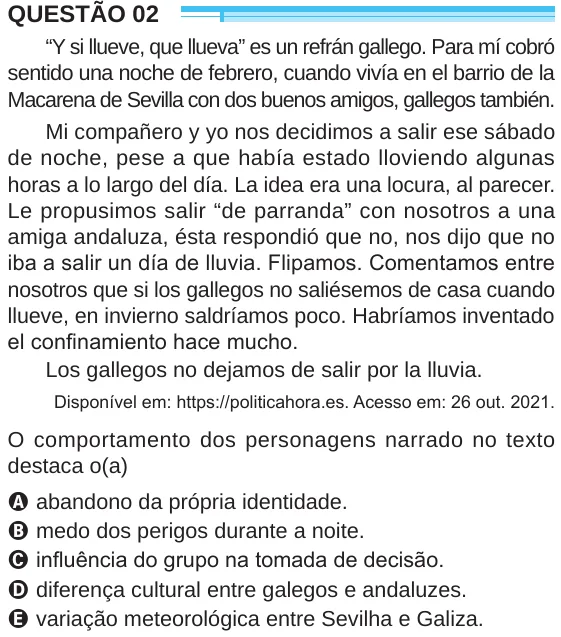 QUESTÃO 02
“Y si llueve, que llueva” es un refrán gallego. Para mí cobró
sentido una noche de febrero, cuando vivía en el barrio de la
Macarena de Sevilla con dos buenos amigos, gallegos también.
Mi compañero y yo nos decidimos a salir ese sábado
de noche, pese a que había estado lloviendo algunas
horas a lo largo del día. La idea era una locura, al parecer.
Le propusimos salir “de parranda” con nosotros a una
amiga andaluza, ésta respondió que no, nos dijo que no
iba a salir un día de lluvia. Flipamos. Comentamos entre
nosotros que si los gallegos no saliésemos de casa cuando
llueve, en invierno saldríamos poco. Habríamos inventado
el confinamiento hace mucho.
Los gallegos no dejamos de salir por la lluvia.
Disponível em: https://politicahora.es. Acesso em: 26 out. 2021.
O comportamento dos personagens narrado no texto
destaca o(a)
A abandono da própria identidade.
B medo dos perigos durante a noite.
C influência do grupo na tomada de decisão.
D diferença cultural entre galegos e andaluzes.
E variação meteorológica entre Sevilha e Galiza.